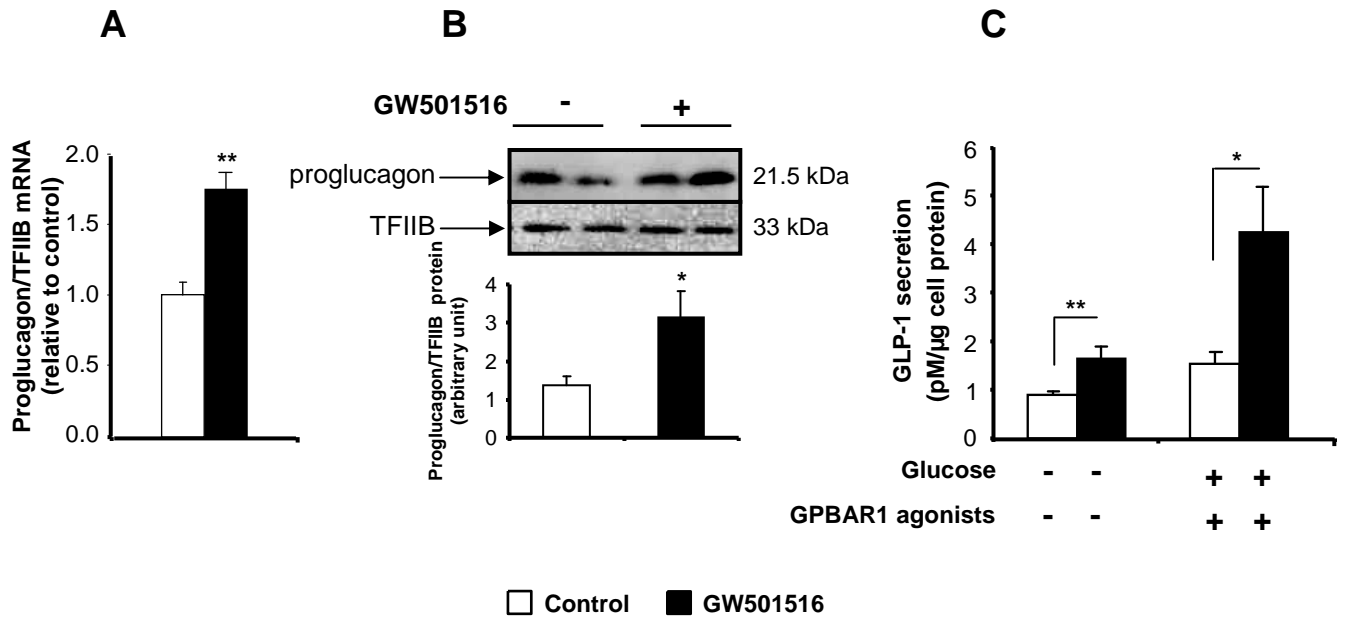 A
B
C
Proglucagon/TFIIB mRNA
(relative to control)
2.0
1.5
1.0
0.5
0.0
**
GW501516 - +
proglucagon 21.5 kDa
TFIIB 33 kDa
Proglucagon/TFIIB protein
(arbitrary unit)
4
3
2
1
0
*
GLP-1 secretion
(pM/µg cell protein)
6
5
4
3
2
1
0
**
*
Glucose - - + +
GPBAR1 agonists - - + +
Control GW501516